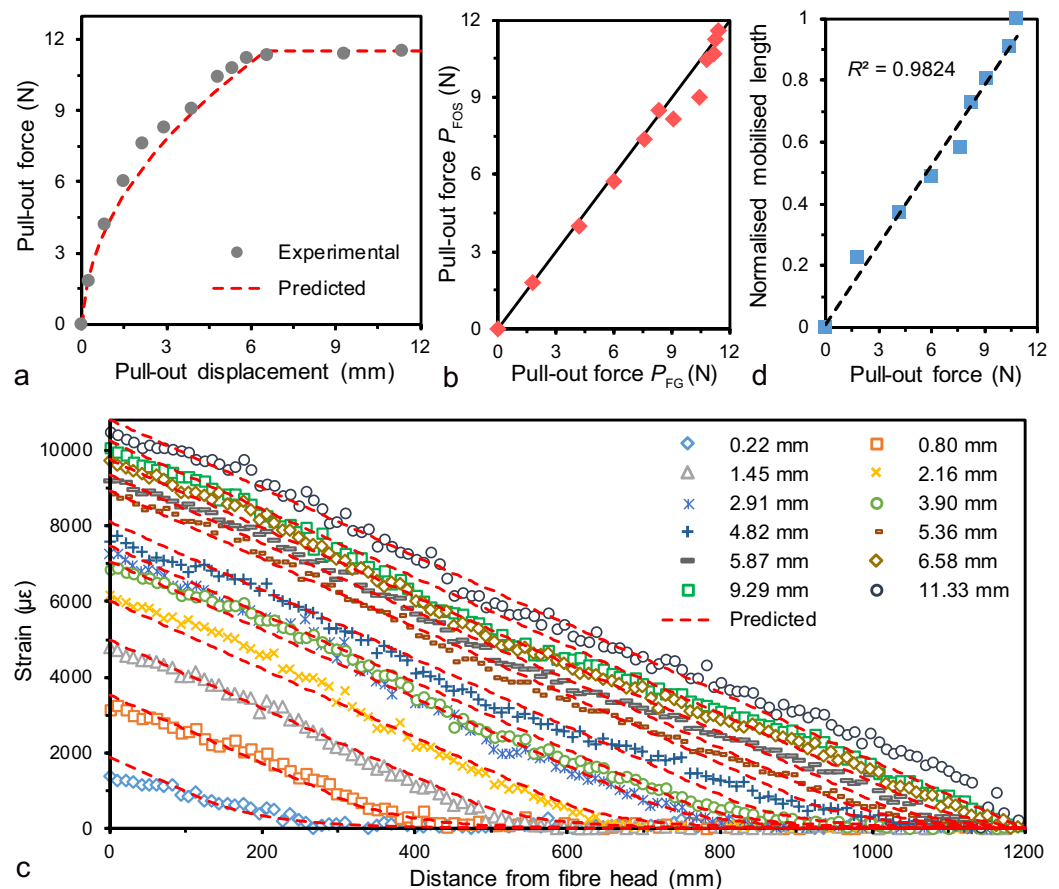 12
9
6
3
0
Pull-out force (N)
Experimental
Predicted
0 3 6 9 12
a
Pull-out displacement (mm)
12
9
6
3
0
Pull-out force P_FOS (N)
0 3 6 9 12
b
Pull-out force P_FG (N)
1
0.8
0.6
0.4
0.2
0
Normalised mobilised length
R² = 0.9824
0 3 6 9 12
d
Pull-out force (N)
10000
8000
6000
4000
2000
0
Strain (µε)
0.22 mm 0.80 mm
1.45 mm 2.16 mm
2.91 mm 3.90 mm
4.82 mm 5.36 mm
5.87 mm 6.58 mm
9.29 mm 11.33 mm
Predicted
0 200 400 600 800 1000 1200
c
Distance from fibre head (mm)